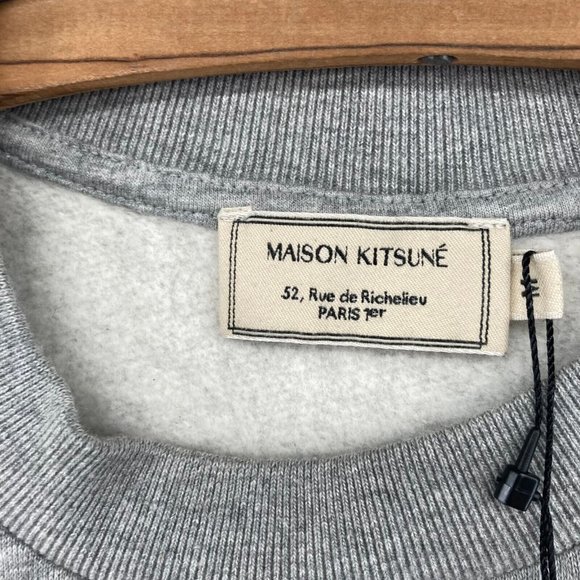 MAISON KITSUNÉ
52, Rue de Richelieu
PARIS 1er